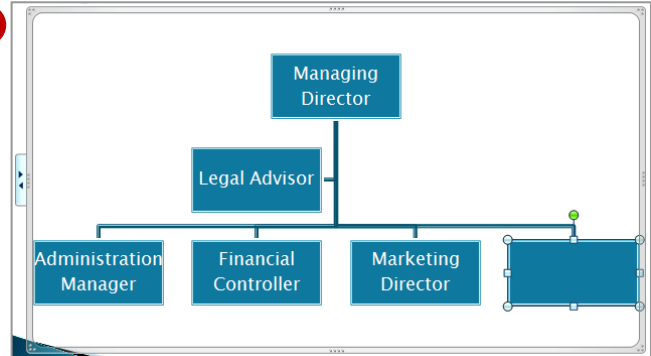 Managing
Director
Legal Advisor
Administration
Manager
Financial
Controller
Marketing
Director